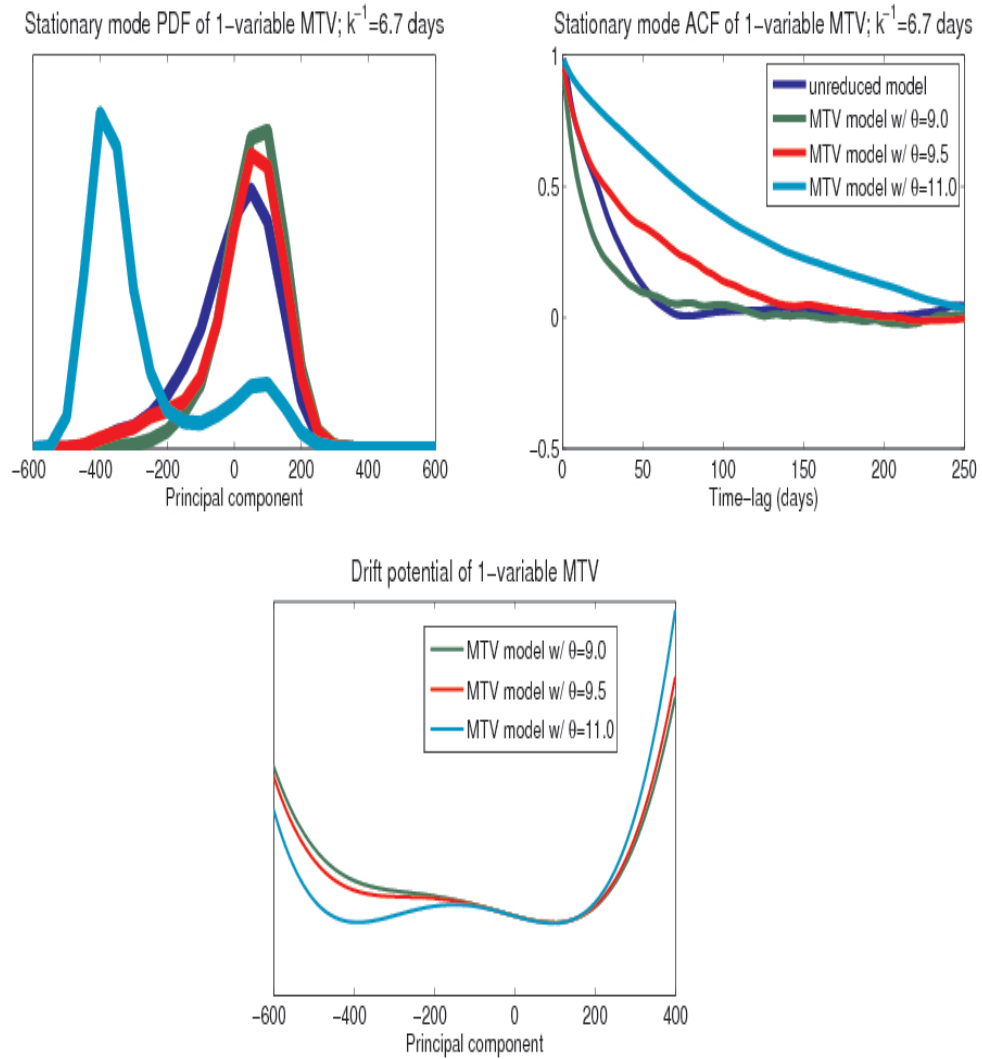 Stationary mode PDF of 1−variable MTV; k⁻¹=6.7 days
−600 −400 −200 0 200 400 600
Principal component
Stationary mode ACF of 1−variable MTV; k⁻¹=6.7 days
1
0.5
0
−0.5
unreduced model
MTV model w/ θ=9.0
MTV model w/ θ=9.5
MTV model w/ θ=11.0
0 50 100 150 200 250
Time−lag (days)
Drift potential of 1−variable MTV
MTV model w/ θ=9.0
MTV model w/ θ=9.5
MTV model w/ θ=11.0
−600 −400 −200 0 200 400
Principal component